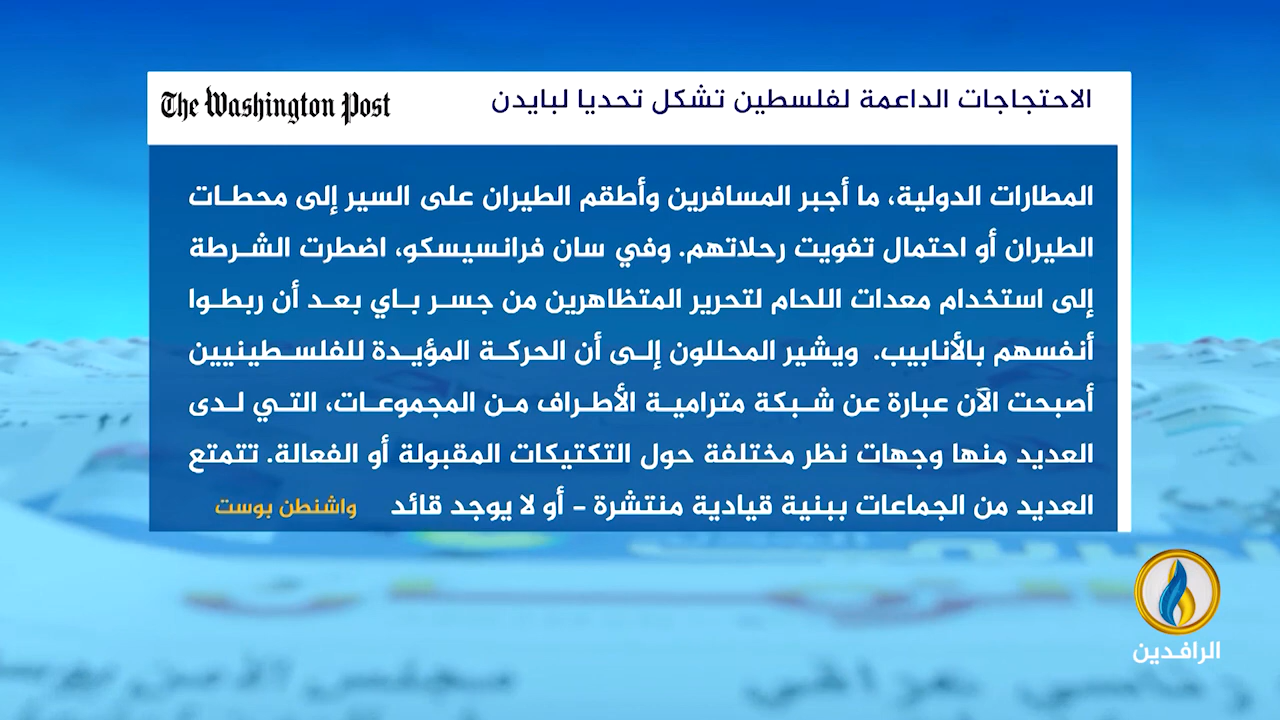 The Washington Post
الاحتجاجات الداعمة لفلسطين تشكل تحديا لبايدن
المطارات الدولية، ما أجبر المسافرين وأطقم الطيران على السير إلى محطات
الطيران أو احتمال تفويت رحلاتهم. وفي سان فرانسيسكو، اضطرت الشرطة
إلى استخدام معدات اللحام لتحرير المتظاهرين من جسر باي بعد أن ربطوا
أنفسهم بالأنابيب. ويشير المحللون إلى أن الحركة المؤيدة للفلسطينيين
أصبحت الآن عبارة عن شبكة مترامية الأطراف من المجموعات، التي لدى
العديد منها وجهات نظر مختلفة حول التكتيكات المقبولة أو الفعالة. تتمتع
العديد من الجماعات ببنية قيادية منتشرة - أو لا يوجد قائد
واشنطن بوست
الرافدين
مجلس الأمن